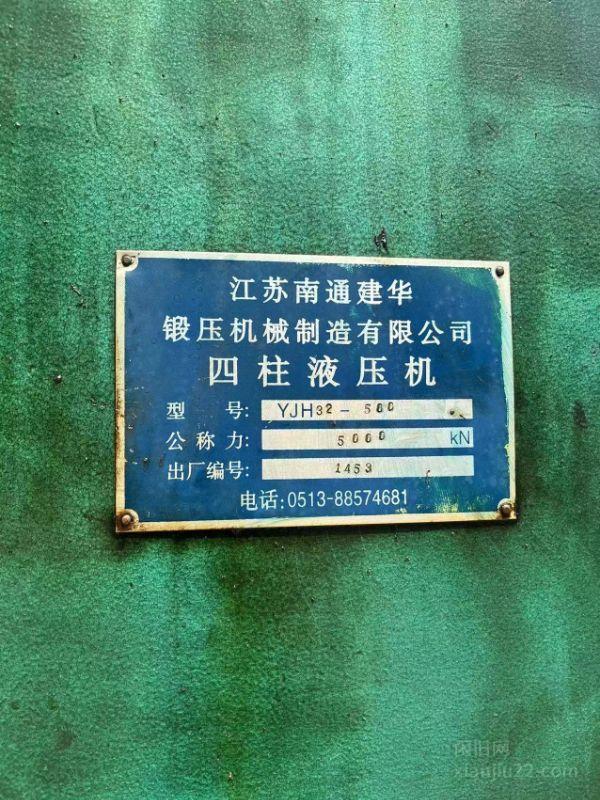 江苏南通建华
锻压机械制造有限公司
四柱液压机
型 号: YJH32-500
公称力: 5000 kN
出厂编号: 1453
电话:0513-88574681
闲旧网
xianjiu22.com